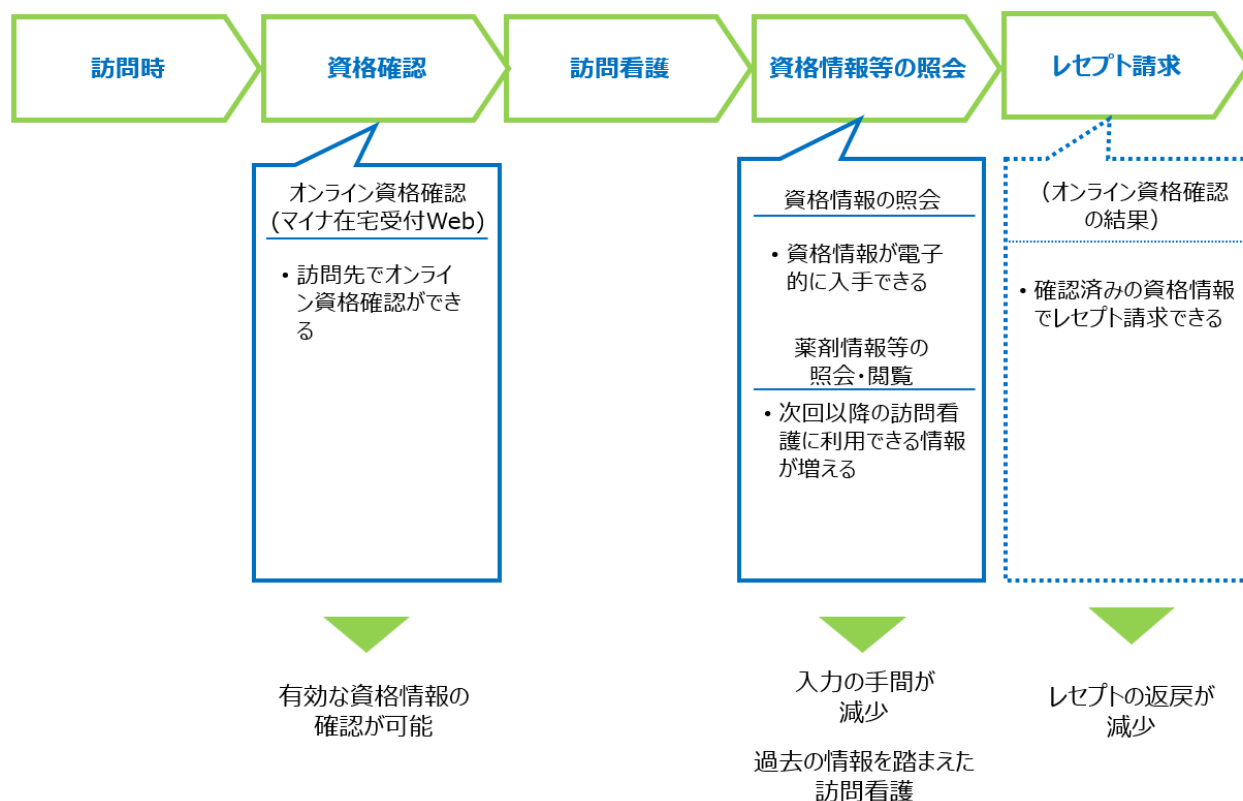 訪問時
資格確認
訪問看護
資格情報等の照会
レセプト請求
オンライン資格確認
(マイナ在宅受付Web)
・訪問先でオンライ
ン資格確認ができ
る
有効な資格情報の
確認が可能
資格情報の照会
・資格情報が電子
的に入手できる
薬剤情報等の
照会・閲覧
・次回以降の訪問看
護に利用できる情報
が増える
入力の手間が
減少
過去の情報を踏まえた
訪問看護
（オンライン資格確認
の結果）
・確認済みの資格情報
でレセプト請求できる
レセプトの返戻が
減少